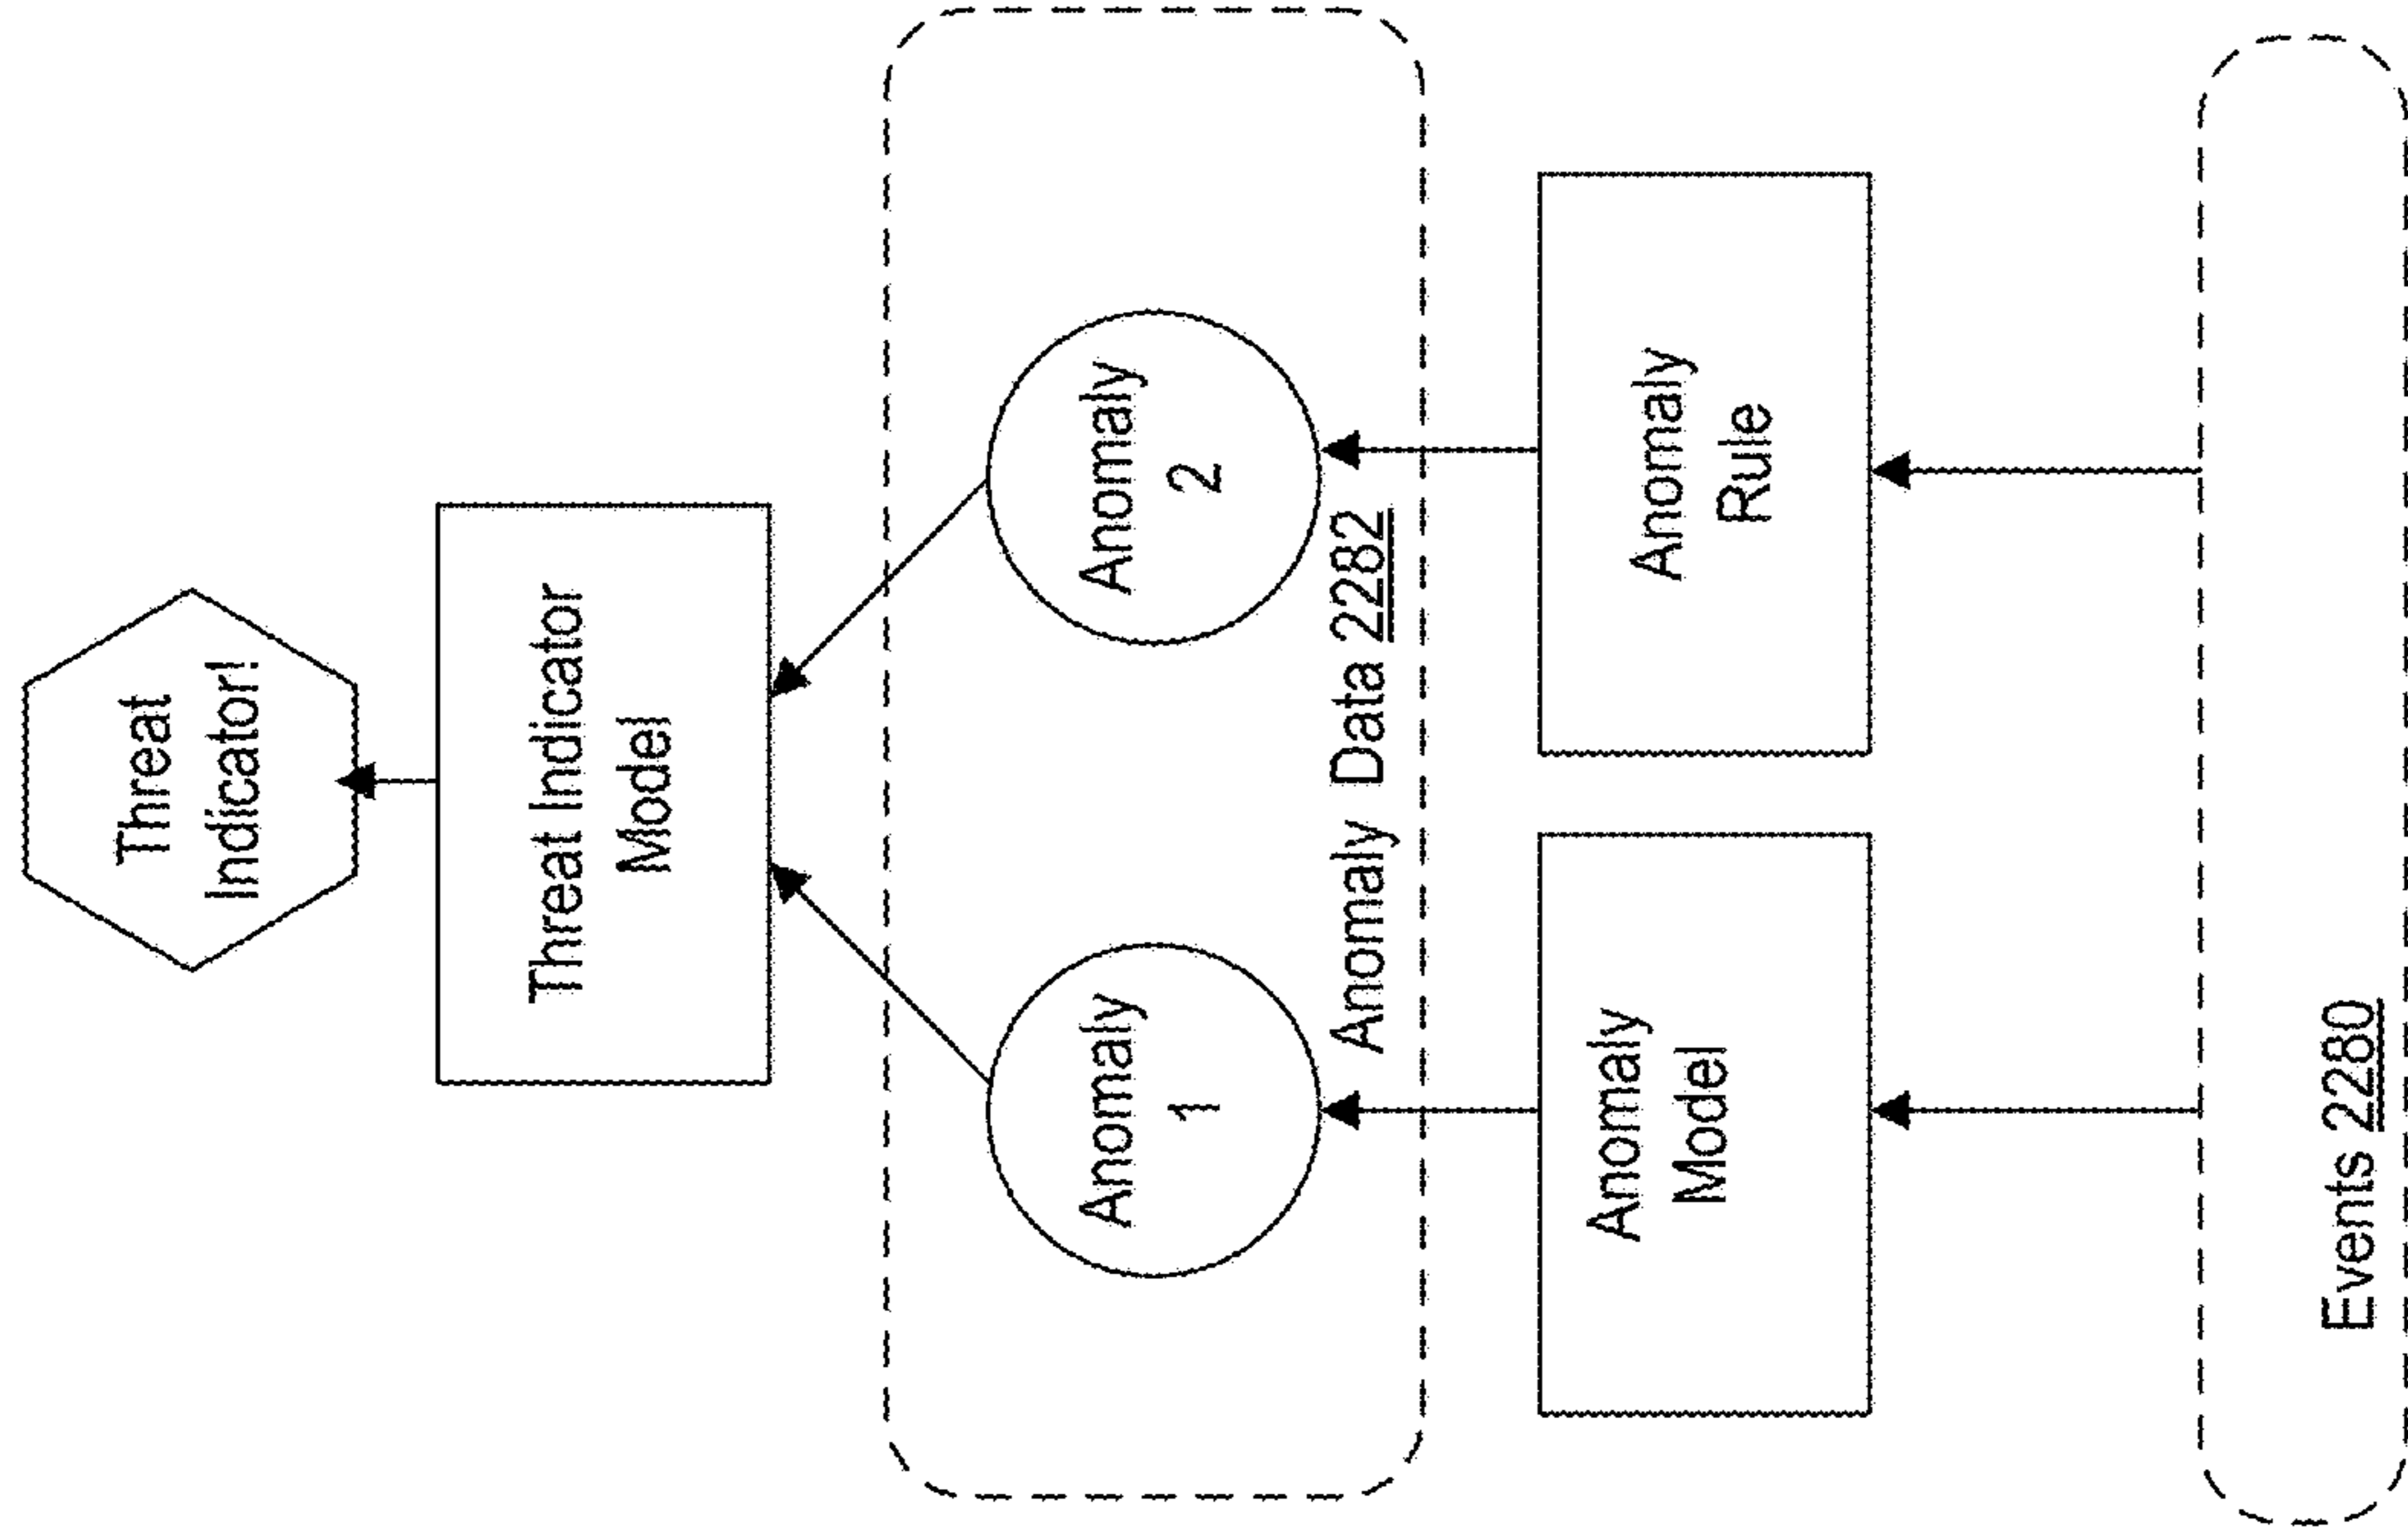 Threat
Indicator!
Threat Indicator
Model
Anomaly
1
Anomaly
2
Anomaly Data 2282
Anomaly
Model
Anomaly
Rule
Events 2280